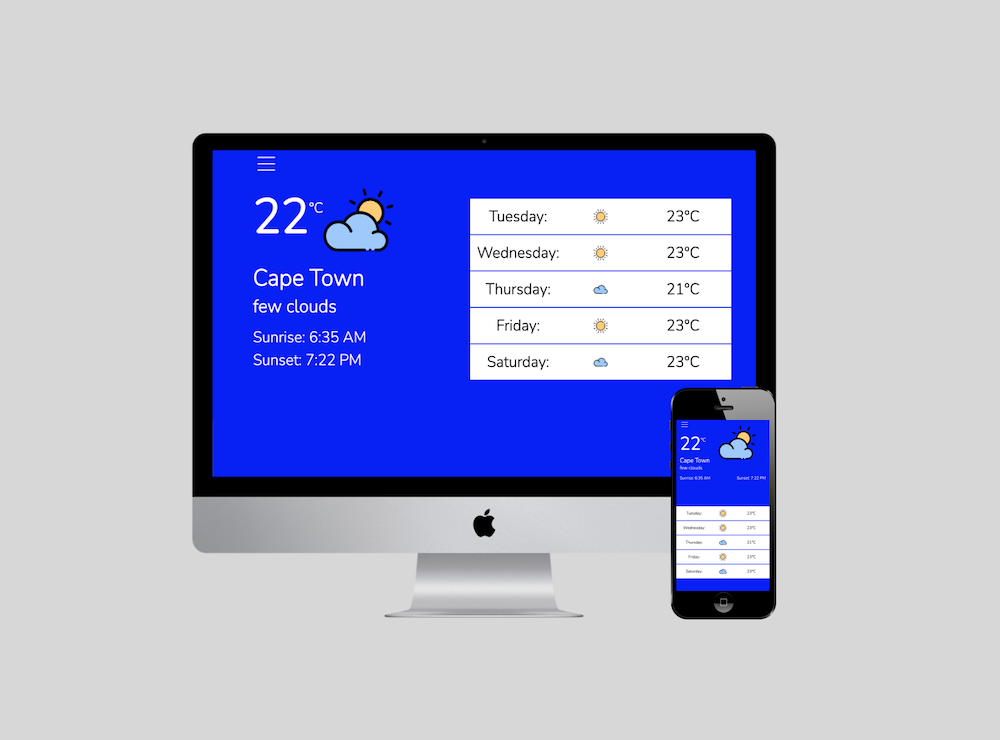 22°C
Cape Town
few clouds
Sunrise: 6:35 AM
Sunset: 7:22 PM
Tuesday: 23°C
Wednesday: 23°C
Thursday: 21°C
Friday: 23°C
Saturday: 23°C
22°C
Cape Town
few clouds
Sunrise: 6:35 AM Sunset: 7:22 PM
Tuesday: 23°C
Wednesday: 23°C
Thursday: 21°C
Friday: 23°C
Saturday: 23°C